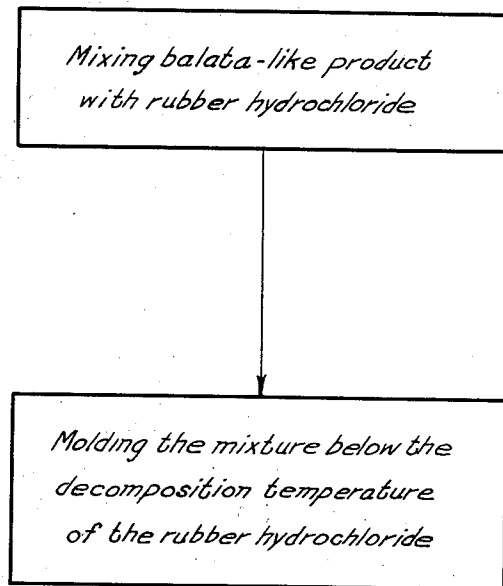 Mixing balata-like product
with rubber hydrochloride
Molding the mixture below the
decomposition temperature
of the rubber hydrochloride